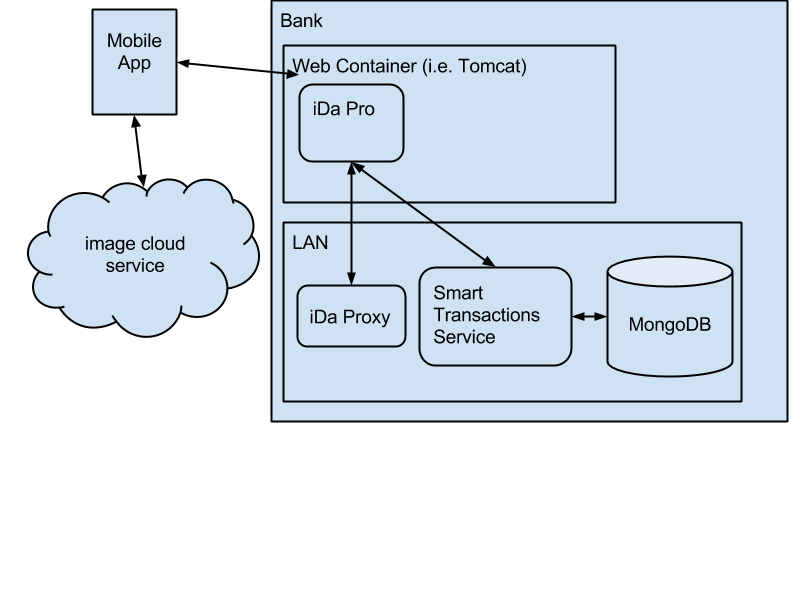 Mobile
App
Bank
Web Container (i.e. Tomcat)
iDa Pro
image cloud
service
LAN
iDa Proxy
Smart
Transactions
Service
MongoDB